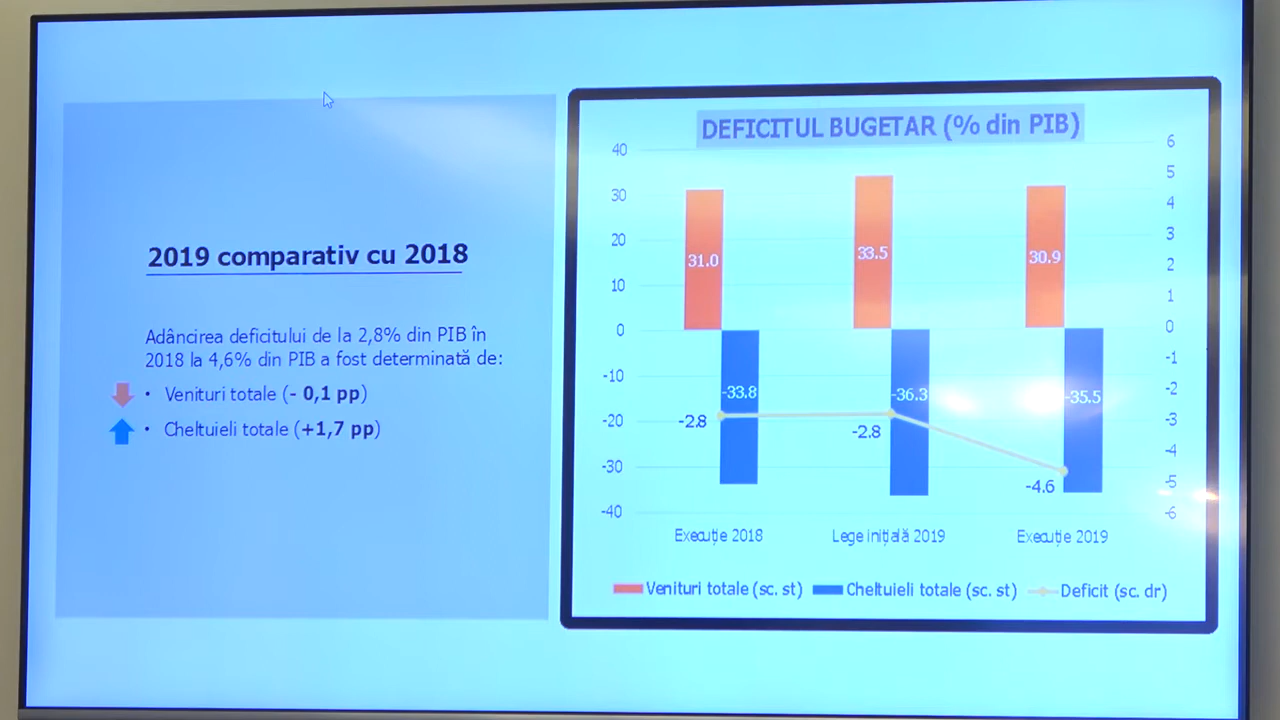 2019 comparativ cu 2018
Adâncirea deficitului de la 2,8% din PIB în
2018 la 4,6% din PIB a fost determinată de:
• Venituri totale (- 0,1 pp)
• Cheltuieli totale (+1,7 pp)
DEFICITUL BUGETAR (% din PIB)
40
30
20
10
0
-10
-20
-30
-40
6
5
4
3
2
1
0
-1
-2
-3
-4
-5
-6
31.0
33.5
30.9
-33.8
-36.3
-35.5
-2.8
-2.8
-4.6
Execuție 2018
Lege inițială 2019
Execuție 2019
Venituri totale (sc. st)
Cheltuieli totale (sc. st)
Deficit (sc. dr)